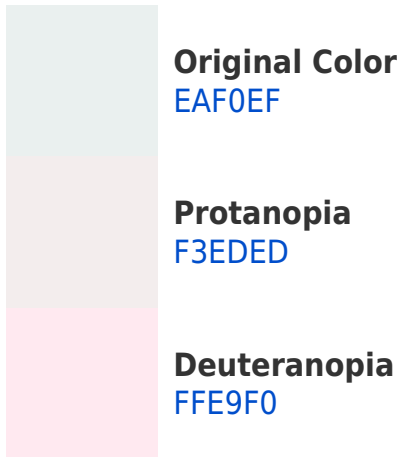 Original Color
EAF0EF
Protanopia
F3EDED
Deuteranopia
FFE9F0